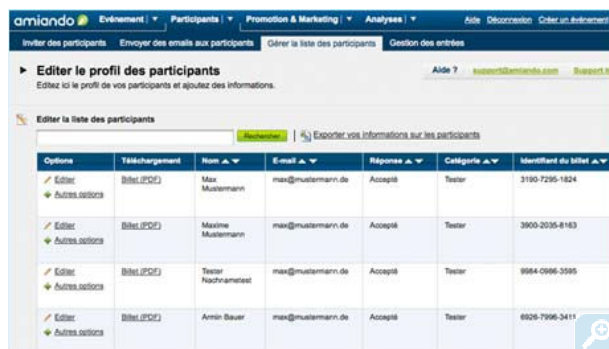 amiando Evénement | ▼ Participants | ▼ Promotion & Marketing | ▼ Analyses | ▼ Aide Déconnexion Créer un événement
Inviter des participants Envoyer des emails aux participants Gérer la liste des participants Gestion des entrées
Editer le profil des participants Aide ? support@amiando.com Support
Editez ici le profil de vos participants et ajoutez des informations.
Editer la liste des participants
Rechercher | Exporter vos informations sur les participants
Options Téléchargement Nom ▲▼ E-mail ▲▼ Réponse ▲▼ Catégorie ▲▼ Identifiant du billet ▲▼
Editer Billet (PDF) Max max@mustermann.de Accepté Tester 3190-7295-1824
Autres options Mustermann
Editer Billet (PDF) Maxime max@mustermann.de Accepté Tester 3900-2035-8163
Autres options Mustermann
Editer Billet (PDF) Tester max@mustermann.de Accepté Tester 9984-0986-3595
Autres options Nachnametest
Editer Billet (PDF) Armin Bauer max@mustermann.de Accepté Tester 6926-7996-3411
Autres options